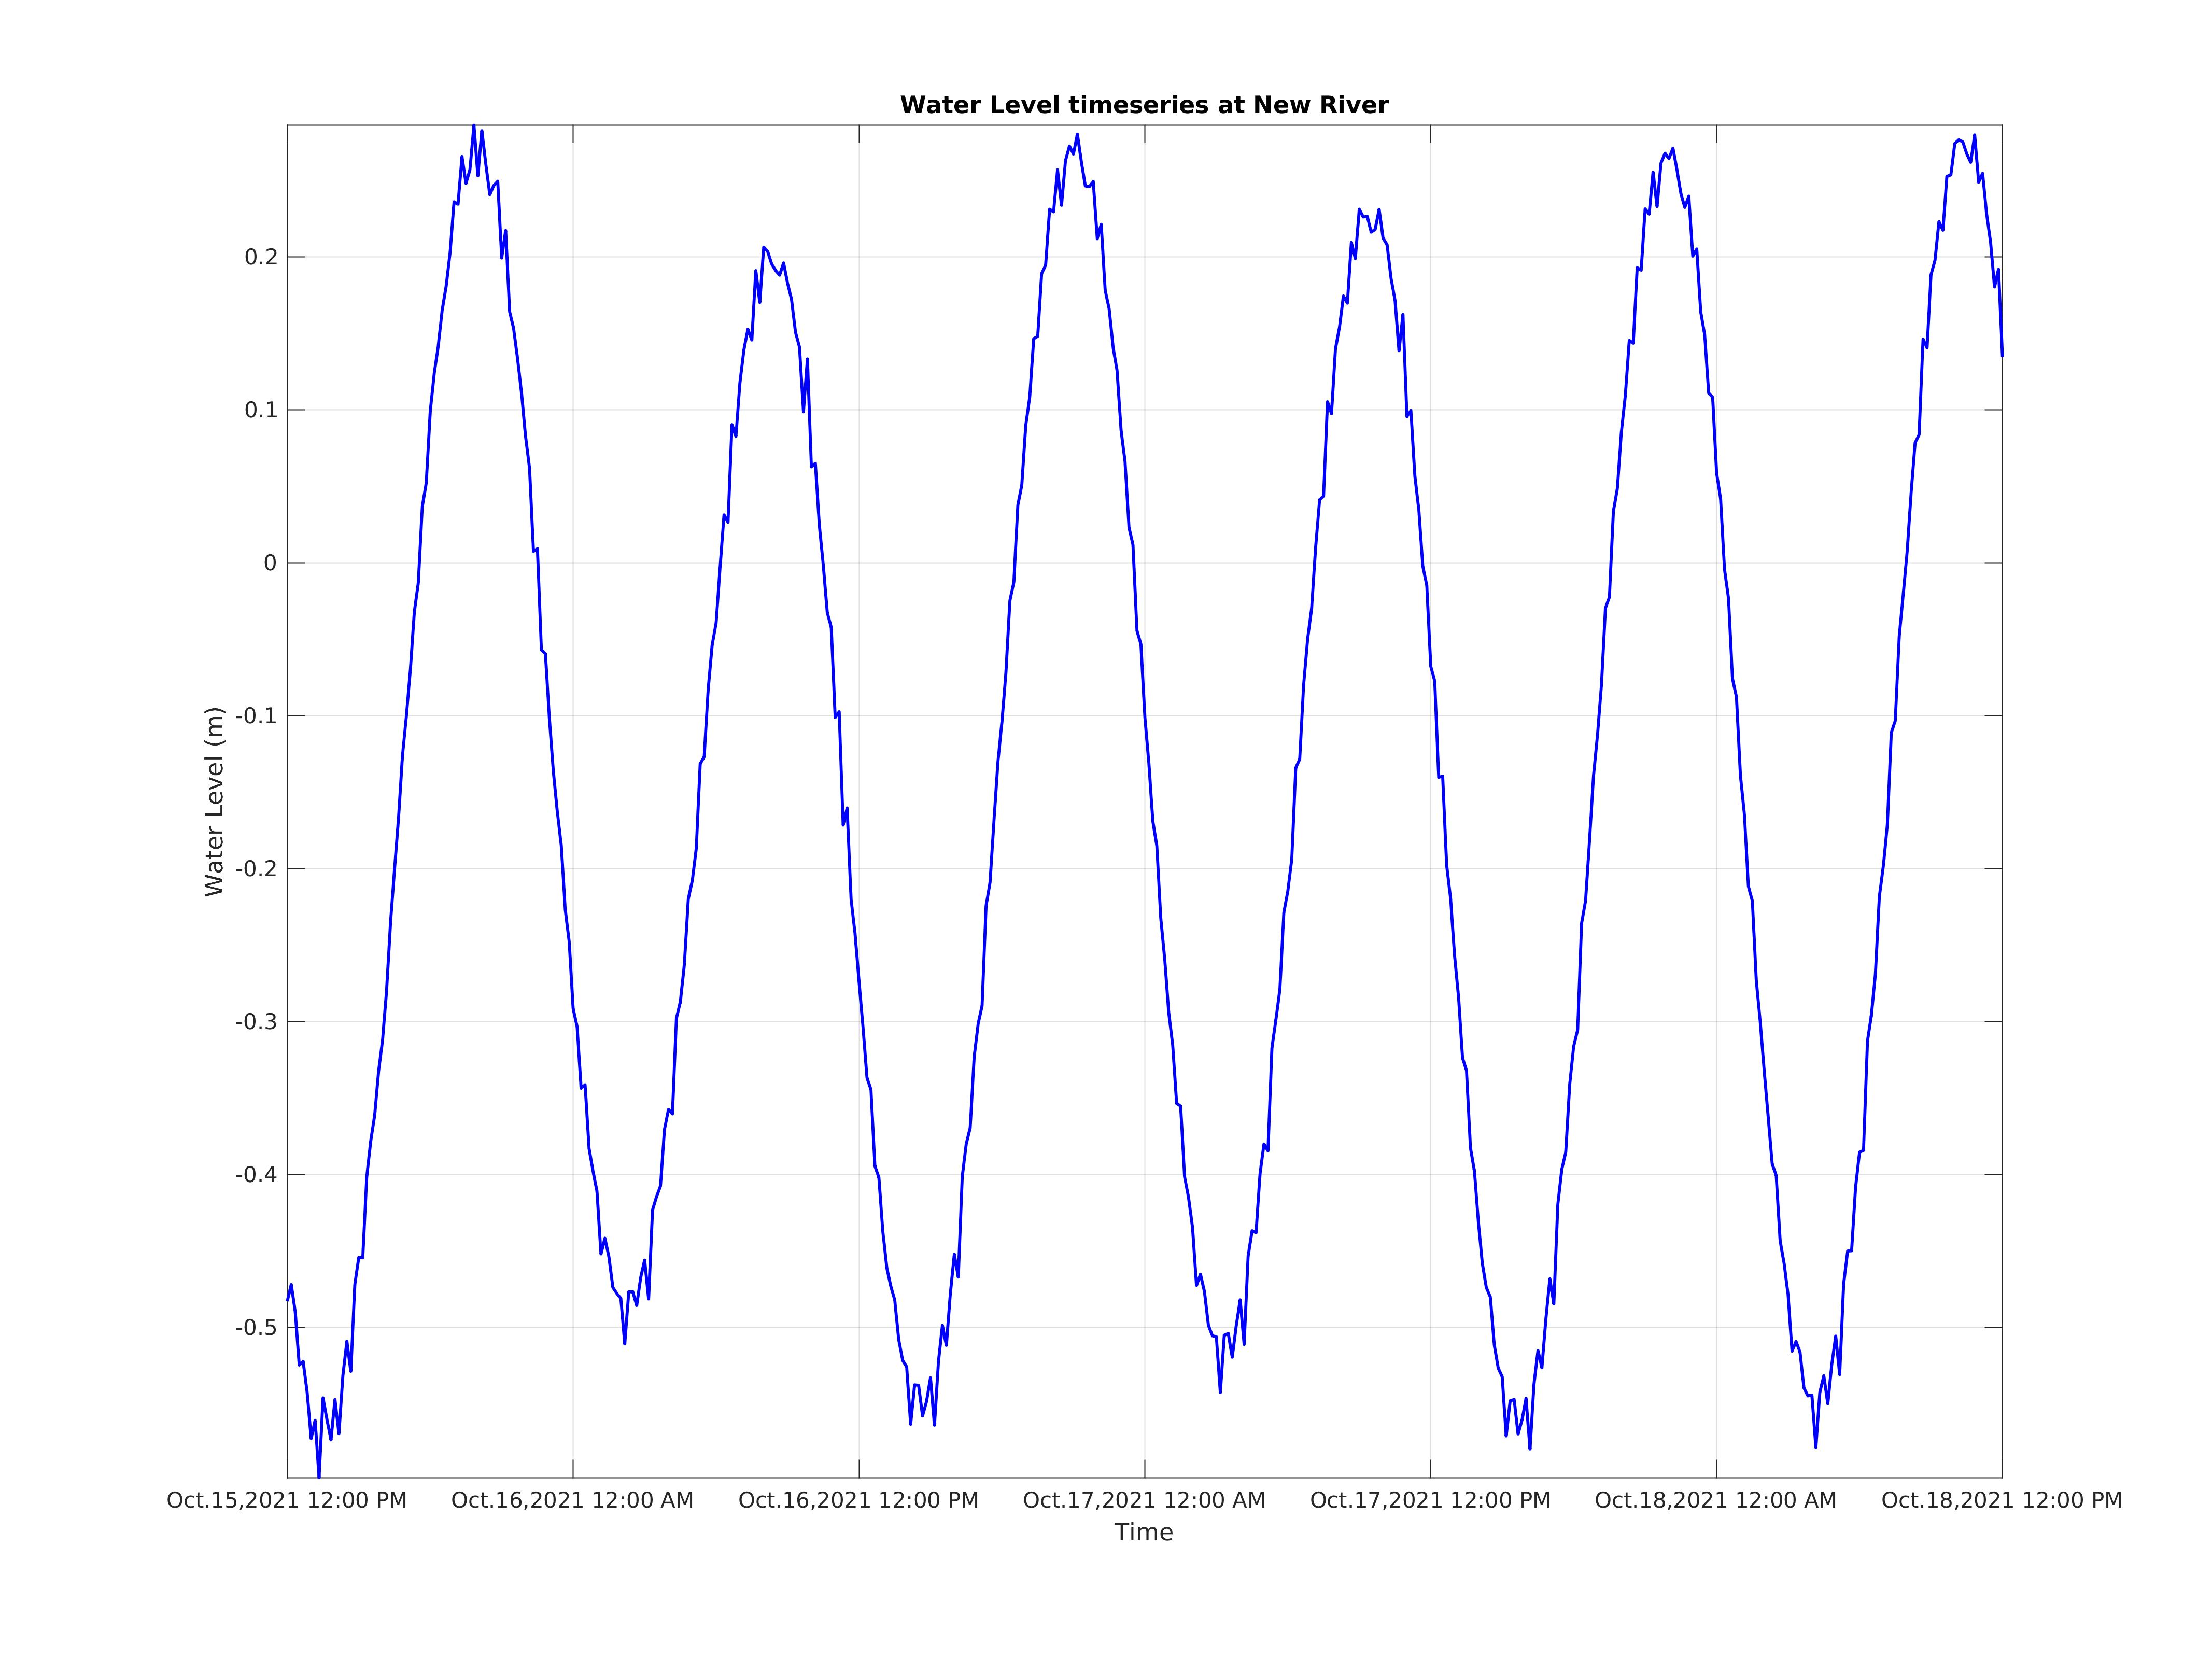 Water Level timeseries at New River
Water Level (m)
0.2
0.1
0
-0.1
-0.2
-0.3
-0.4
-0.5
Oct.15,2021 12:00 PM
Oct.16,2021 12:00 AM
Oct.16,2021 12:00 PM
Oct.17,2021 12:00 AM
Oct.17,2021 12:00 PM
Oct.18,2021 12:00 AM
Oct.18,2021 12:00 PM
Time